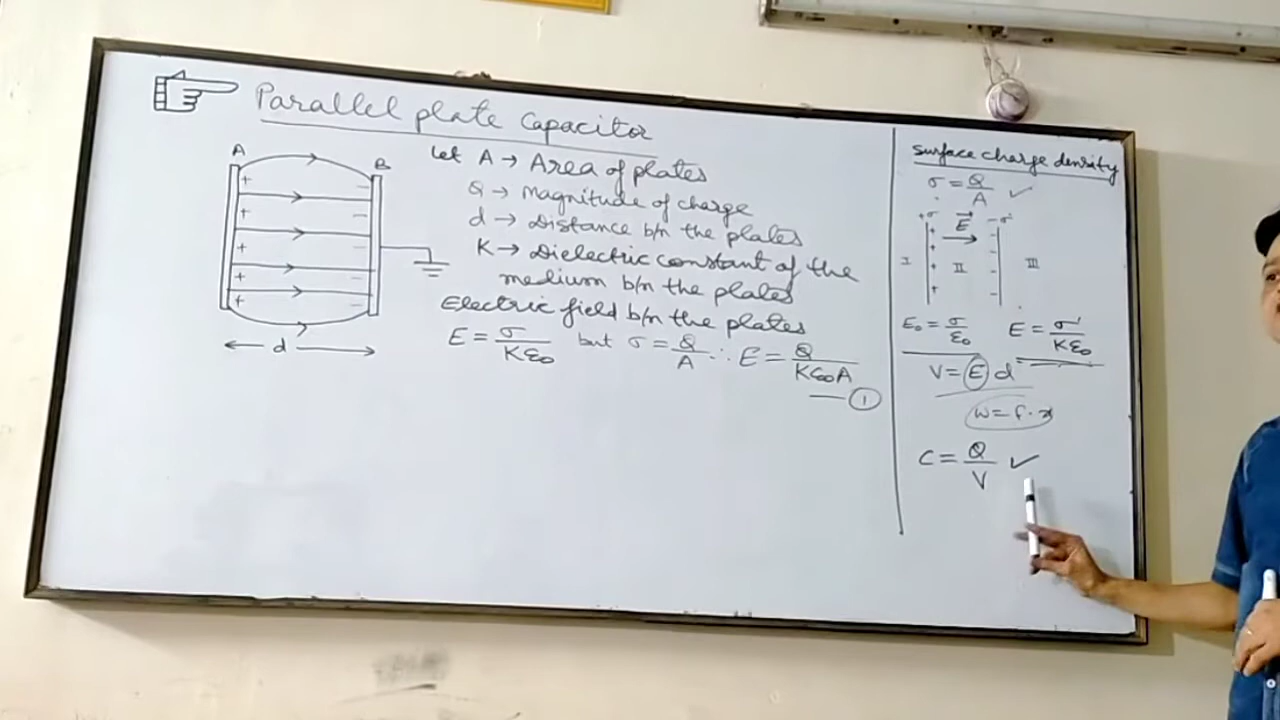 Parallel plate Capacitor
A B
+ −
+ −
+ −
+ −
+ −
d
Let A → Area of plates
Q → Magnitude of charge
d → Distance b/n the plates
K → Dielectric constant of the
medium b/n the plates
Electric field b/n the plates
E = σ/Kε₀ but σ = Q/A ∴ E = Q/Kε₀A
— ①
Surface charge density
σ = Q/A ✓
+σ E⃗ −σ
I II III
E₀ = σ/ε₀ E = σ/Kε₀
V = E d
W = F · x
C = Q/V ✓